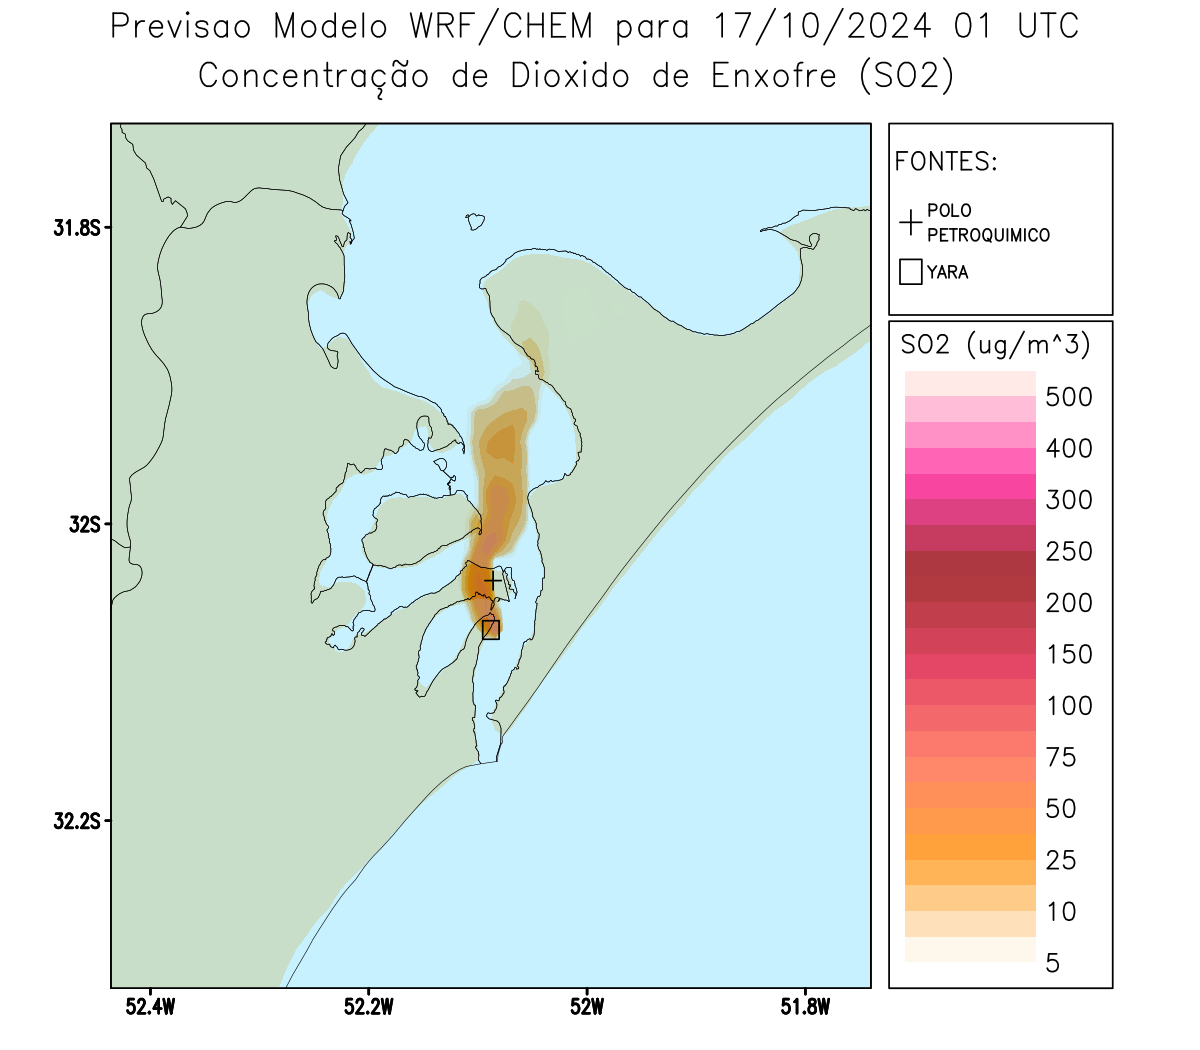 Previsao Modelo WRF/CHEM para 17/10/2024 01 UTC
Concentração de Dioxido de Enxofre (SO2)
FONTES:
POLO
PETROQUIMICO
YARA
SO2 (ug/m^3)
500
400
300
250
200
150
100
75
50
25
10
5
31.8S
32S
32.2S
52.4W
52.2W
52W
51.8W